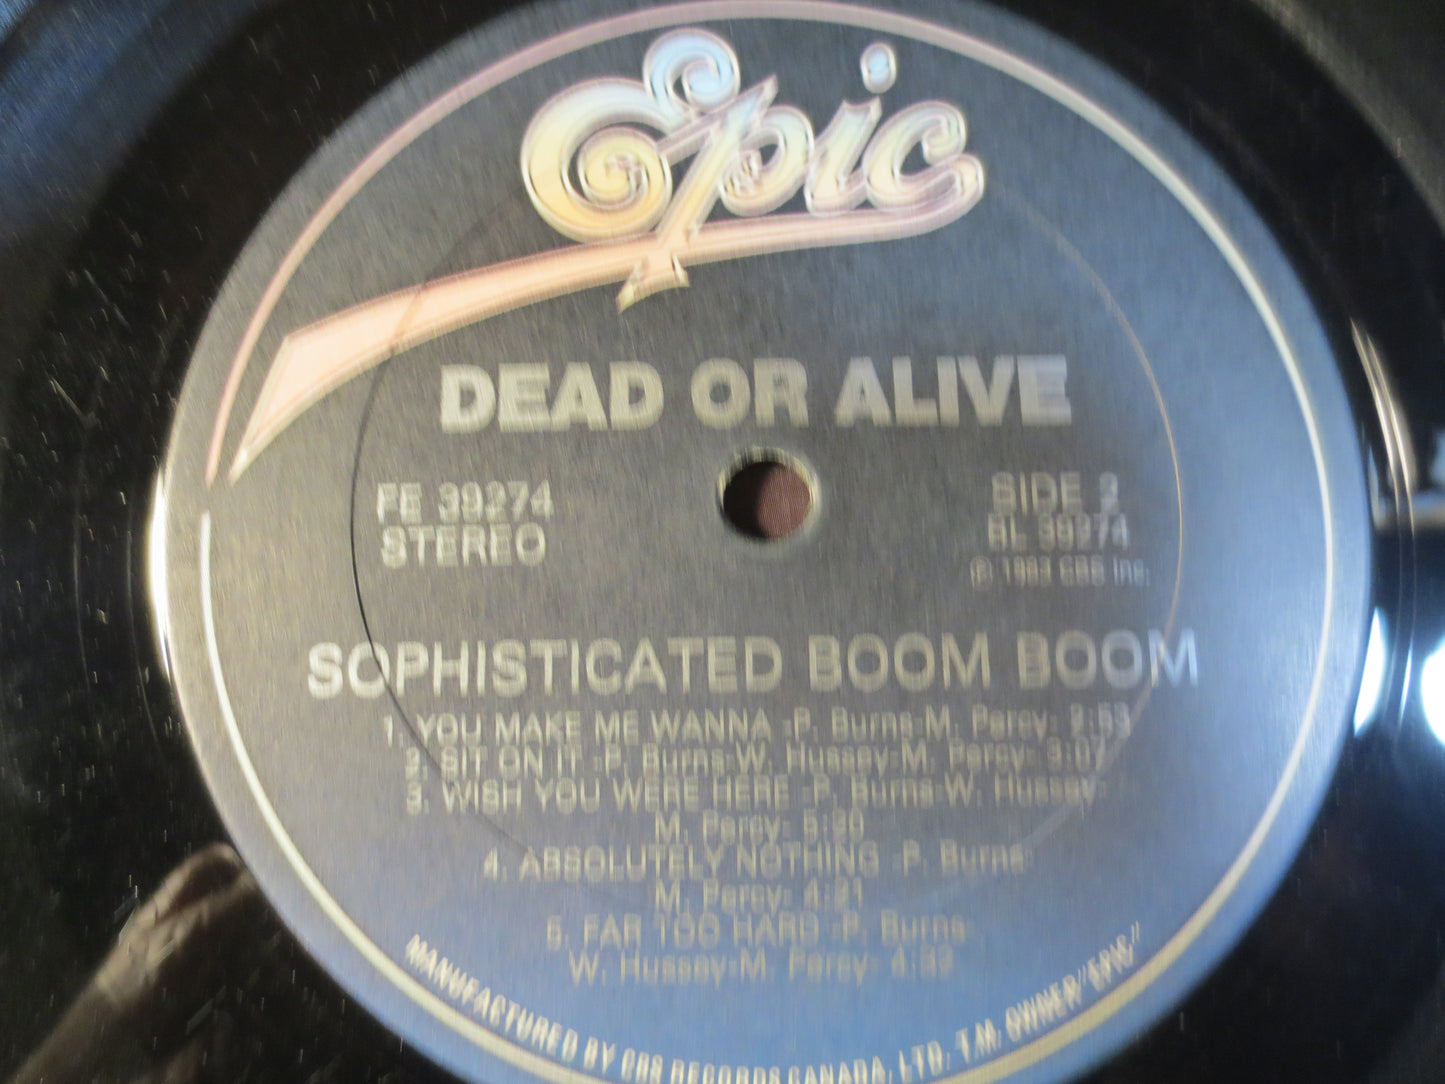 Epic
DEAD OR ALIVE
FE 39274
STEREO
SIDE 2
BL 39274
℗ 1983 CBS Inc.
SOPHISTICATED BOOM BOOM
1. YOU MAKE ME WANNA -P. Burns-M. Percy- 2:53
2. SIT ON IT -P. Burns-W. Hussey-M. Percy- 3:07
3. WISH YOU WERE HERE -P. Burns-W. Hussey-
M. Percy- 5:30
4. ABSOLUTELY NOTHING -P. Burns-
M. Percy- 4:21
5. FAR TOO HARD -P. Burns-
W. Hussey-M. Percy- 4:32
MANUFACTURED BY CBS RECORDS CANADA, LTD. T.M. OWNER "EPIC"